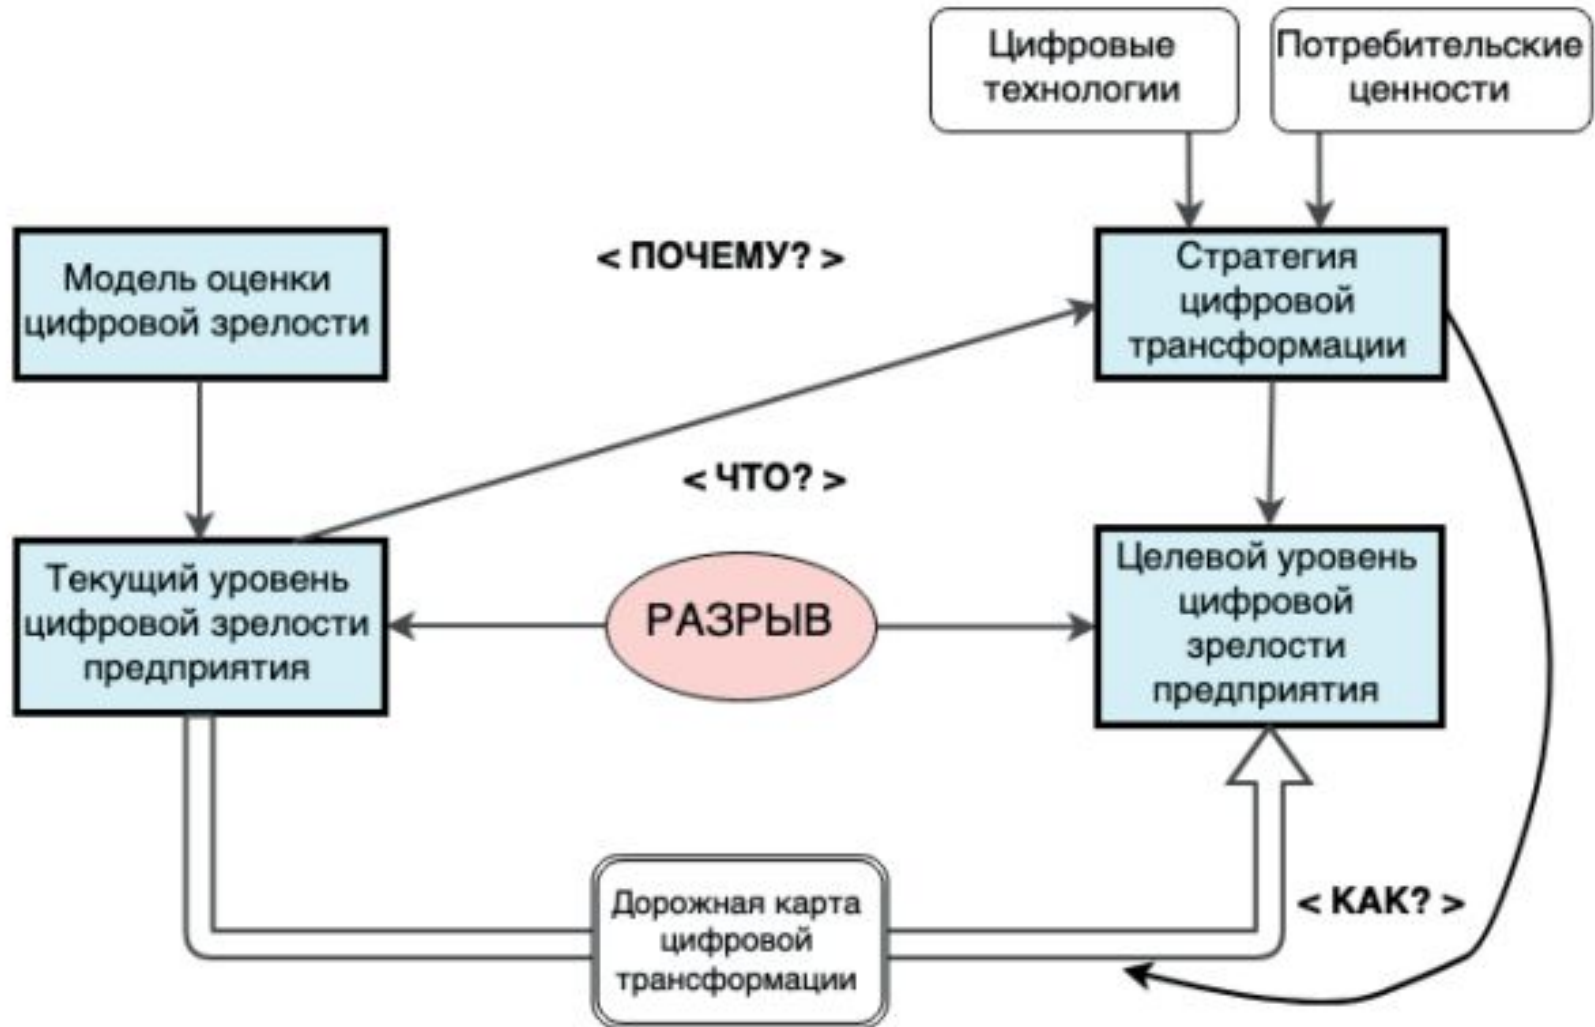 Цифровые
технологии
Потребительские
ценности
< ПОЧЕМУ? >
Модель оценки
цифровой зрелости
Стратегия
цифровой
трансформации
< ЧТО? >
Текущий уровень
цифровой зрелости
предприятия
РАЗРЫВ
Целевой уровень
цифровой
зрелости
предприятия
Дорожная карта
цифровой
трансформации
< КАК? >